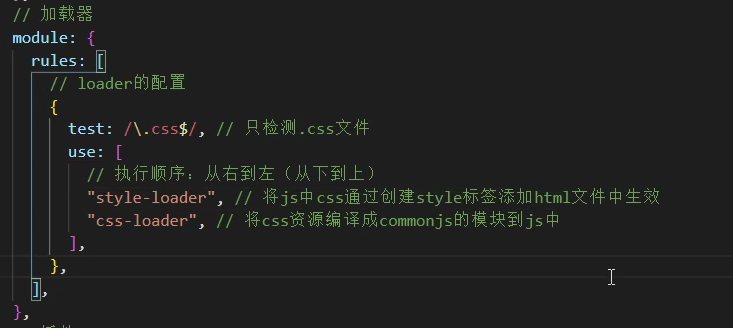 // 加载器
module: {
rules: [
// loader的配置
{
test: /\.css$/, // 只检测.css文件
use: [
// 执行顺序：从右到左（从下到上）
"style-loader", // 将js中css通过创建style标签添加html文件中生效
"css-loader", // 将css资源编译成commonjs的模块到js中
],
},
],
},